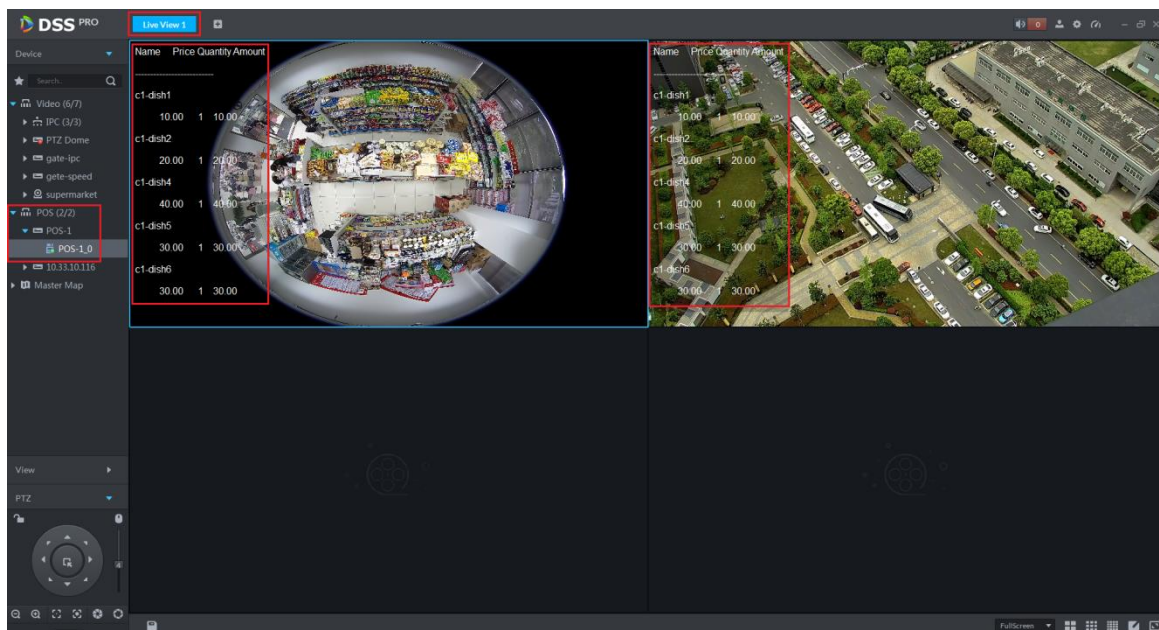 DSS PRO
Live View 1
0
Device
Search..
Video (6/7)
IPC (3/3)
PTZ Dome
gate-ipc
gete-speed
supermarket
POS (2/2)
POS-1
POS-1_0
10.33.10.116
Master Map
View
PTZ
4
Name Price Quantity Amount
------------------------
c1-dish1
10.00 1 10.00
c1-dish2
20.00 1 20.00
c1-dish4
40.00 1 40.00
c1-dish5
30.00 1 30.00
c1-dish6
30.00 1 30.00
Name Price Quantity Amount
------------------------
c1-dish1
10.00 1 10.00
c1-dish2
20.00 1 20.00
c1-dish4
40.00 1 40.00
c1-dish5
30.00 1 30.00
c1-dish6
30.00 1 30.00
FullScreen